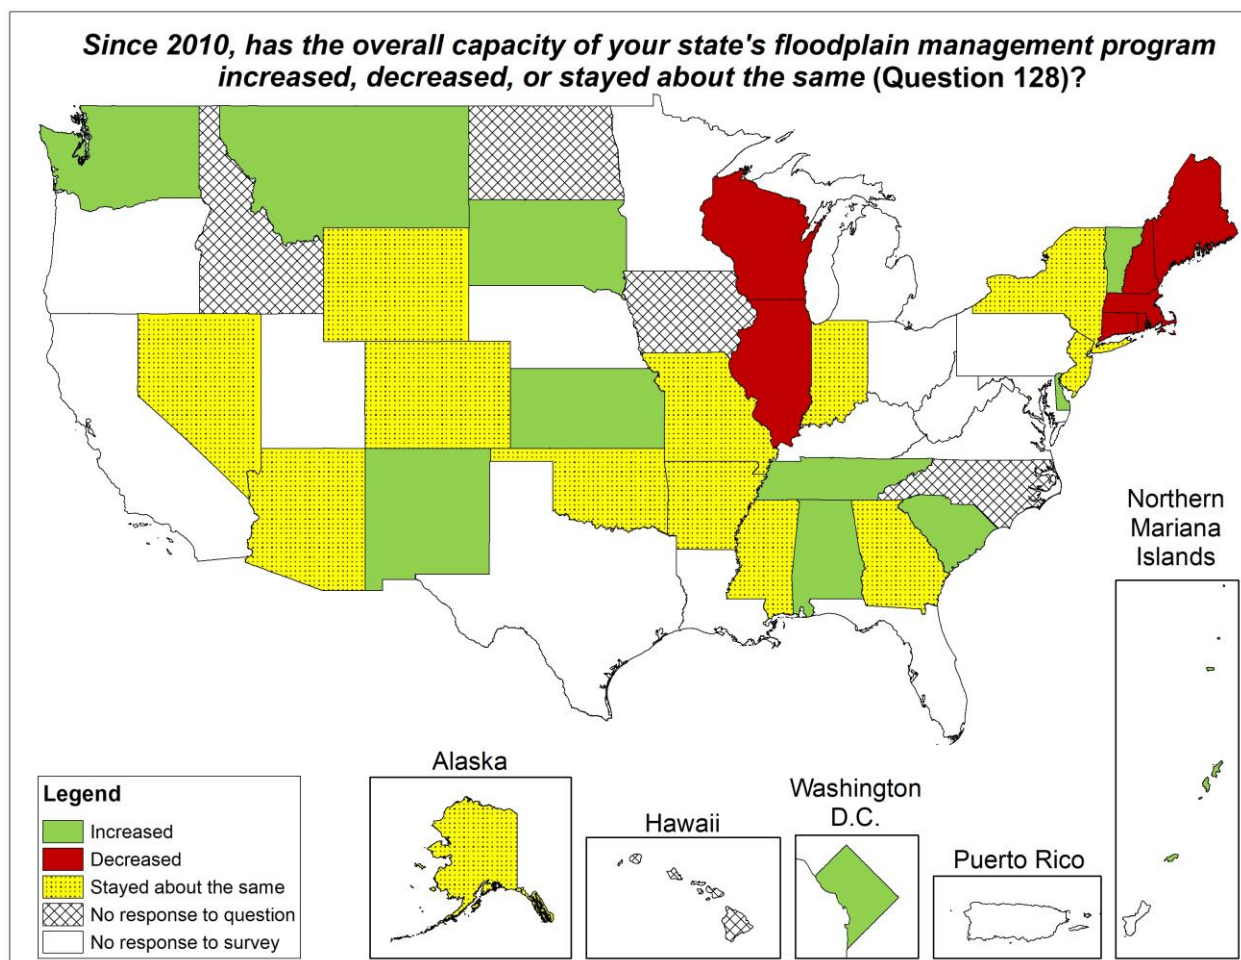 Since 2010, has the overall capacity of your state's floodplain management program
increased, decreased, or stayed about the same (Question 128)?
Northern
Mariana
Islands
Alaska
Hawaii
Washington
D.C.
Puerto Rico
Legend
Increased
Decreased
Stayed about the same
No response to question
No response to survey